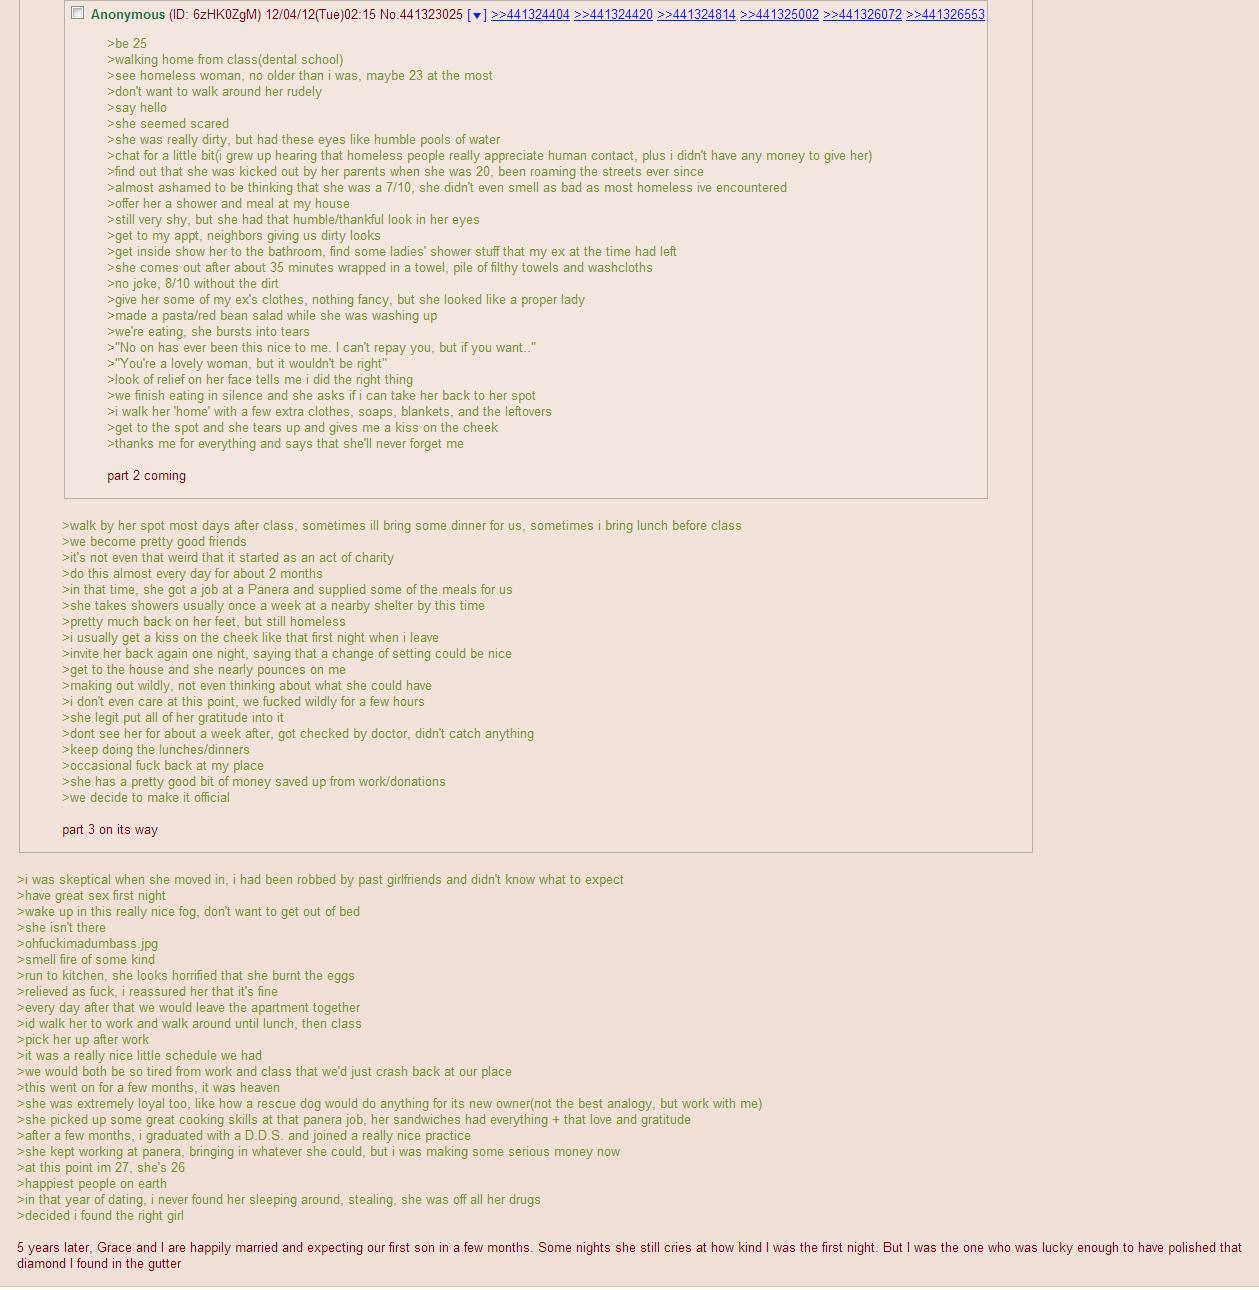 Anonymous (ID: 6zHK0ZgM) 12/04/12(Tue)02:15 No.441323025 [▼] >>441324404 >>441324420 >>441324814 >>441325002 >>441326072 >>441326553
>be 25
>walking home from class(dental school)
>see homeless woman, no older than i was, maybe 23 at the most
>don't want to walk around her rudely
>say hello
>she seemed scared
>she was really dirty, but had these eyes like humble pools of water
>chat for a little bit(i grew up hearing that homeless people really appreciate human contact, plus i didn't have any money to give her)
>find out that she was kicked out by her parents when she was 20, been roaming the streets ever since
>almost ashamed to be thinking that she was a 7/10, she didn't even smell as bad as most homeless ive encountered
>offer her a shower and meal at my house
>still very shy, but she had that humble/thankful look in her eyes
>get to my appt, neighbors giving us dirty looks
>get inside show her to the bathroom, find some ladies' shower stuff that my ex at the time had left
>she comes out after about 35 minutes wrapped in a towel, pile of filthy towels and washcloths
>no joke, 8/10 without the dirt
>give her some of my ex's clothes, nothing fancy, but she looked like a proper lady
>made a pasta/red bean salad while she was washing up
>we're eating, she bursts into tears
>"No on has ever been this nice to me. I can't repay you, but if you want.."
>"You're a lovely woman, but it wouldn't be right"
>look of relief on her face tells me i did the right thing
>we finish eating in silence and she asks if i can take her back to her spot
>i walk her 'home' with a few extra clothes, soaps, blankets, and the leftovers
>get to the spot and she tears up and gives me a kiss on the cheek
>thanks me for everything and says that she'll never forget me
part 2 coming
>walk by her spot most days after class, sometimes ill bring some dinner for us, sometimes i bring lunch before class
>we become pretty good friends
>it's not even that weird that it started as an act of charity
>do this almost every day for about 2 months
>in that time, she got a job at a Panera and supplied some of the meals for us
>she takes showers usually once a week at a nearby shelter by this time
>pretty much back on her feet, but still homeless
>i usually get a kiss on the cheek like that first night when i leave
>invite her back again one night, saying that a change of setting could be nice
>get to the house and she nearly pounces on me
>making out wildly, not even thinking about what she could have
>i don't even care at this point, we fucked wildly for a few hours
>she legit put all of her gratitude into it
>dont see her for about a week after, got checked by doctor, didn't catch anything
>keep doing the lunches/dinners
>occasional fuck back at my place
>she has a pretty good bit of money saved up from work/donations
>we decide to make it official
part 3 on its way
>i was skeptical when she moved in, i had been robbed by past girlfriends and didn't know what to expect
>have great sex first night
>wake up in this really nice fog, don't want to get out of bed
>she isn't there
>ohfuckimadumbass.jpg
>smell fire of some kind
>run to kitchen, she looks horrified that she burnt the eggs
>relieved as fuck, i reassured her that it's fine
>every day after that we would leave the apartment together
>id walk her to work and walk around until lunch, then class
>pick her up after work
>it was a really nice little schedule we had
>we would both be so tired from work and class that we'd just crash back at our place
>this went on for a few months, it was heaven
>she was extremely loyal too, like how a rescue dog would do anything for its new owner(not the best analogy, but work with me)
>she picked up some great cooking skills at that panera job, her sandwiches had everything + that love and gratitude
>after a few months, i graduated with a D.D.S. and joined a really nice practice
>she kept working at panera, bringing in whatever she could, but i was making some serious money now
>at this point im 27, she's 26
>happiest people on earth
>in that year of dating, i never found her sleeping around, stealing, she was off all her drugs
>decided i found the right girl
5 years later, Grace and I are happily married and expecting our first son in a few months. Some nights she still cries at how kind I was the first night. But I was the one who was lucky enough to have polished that
diamond I found in the gutter